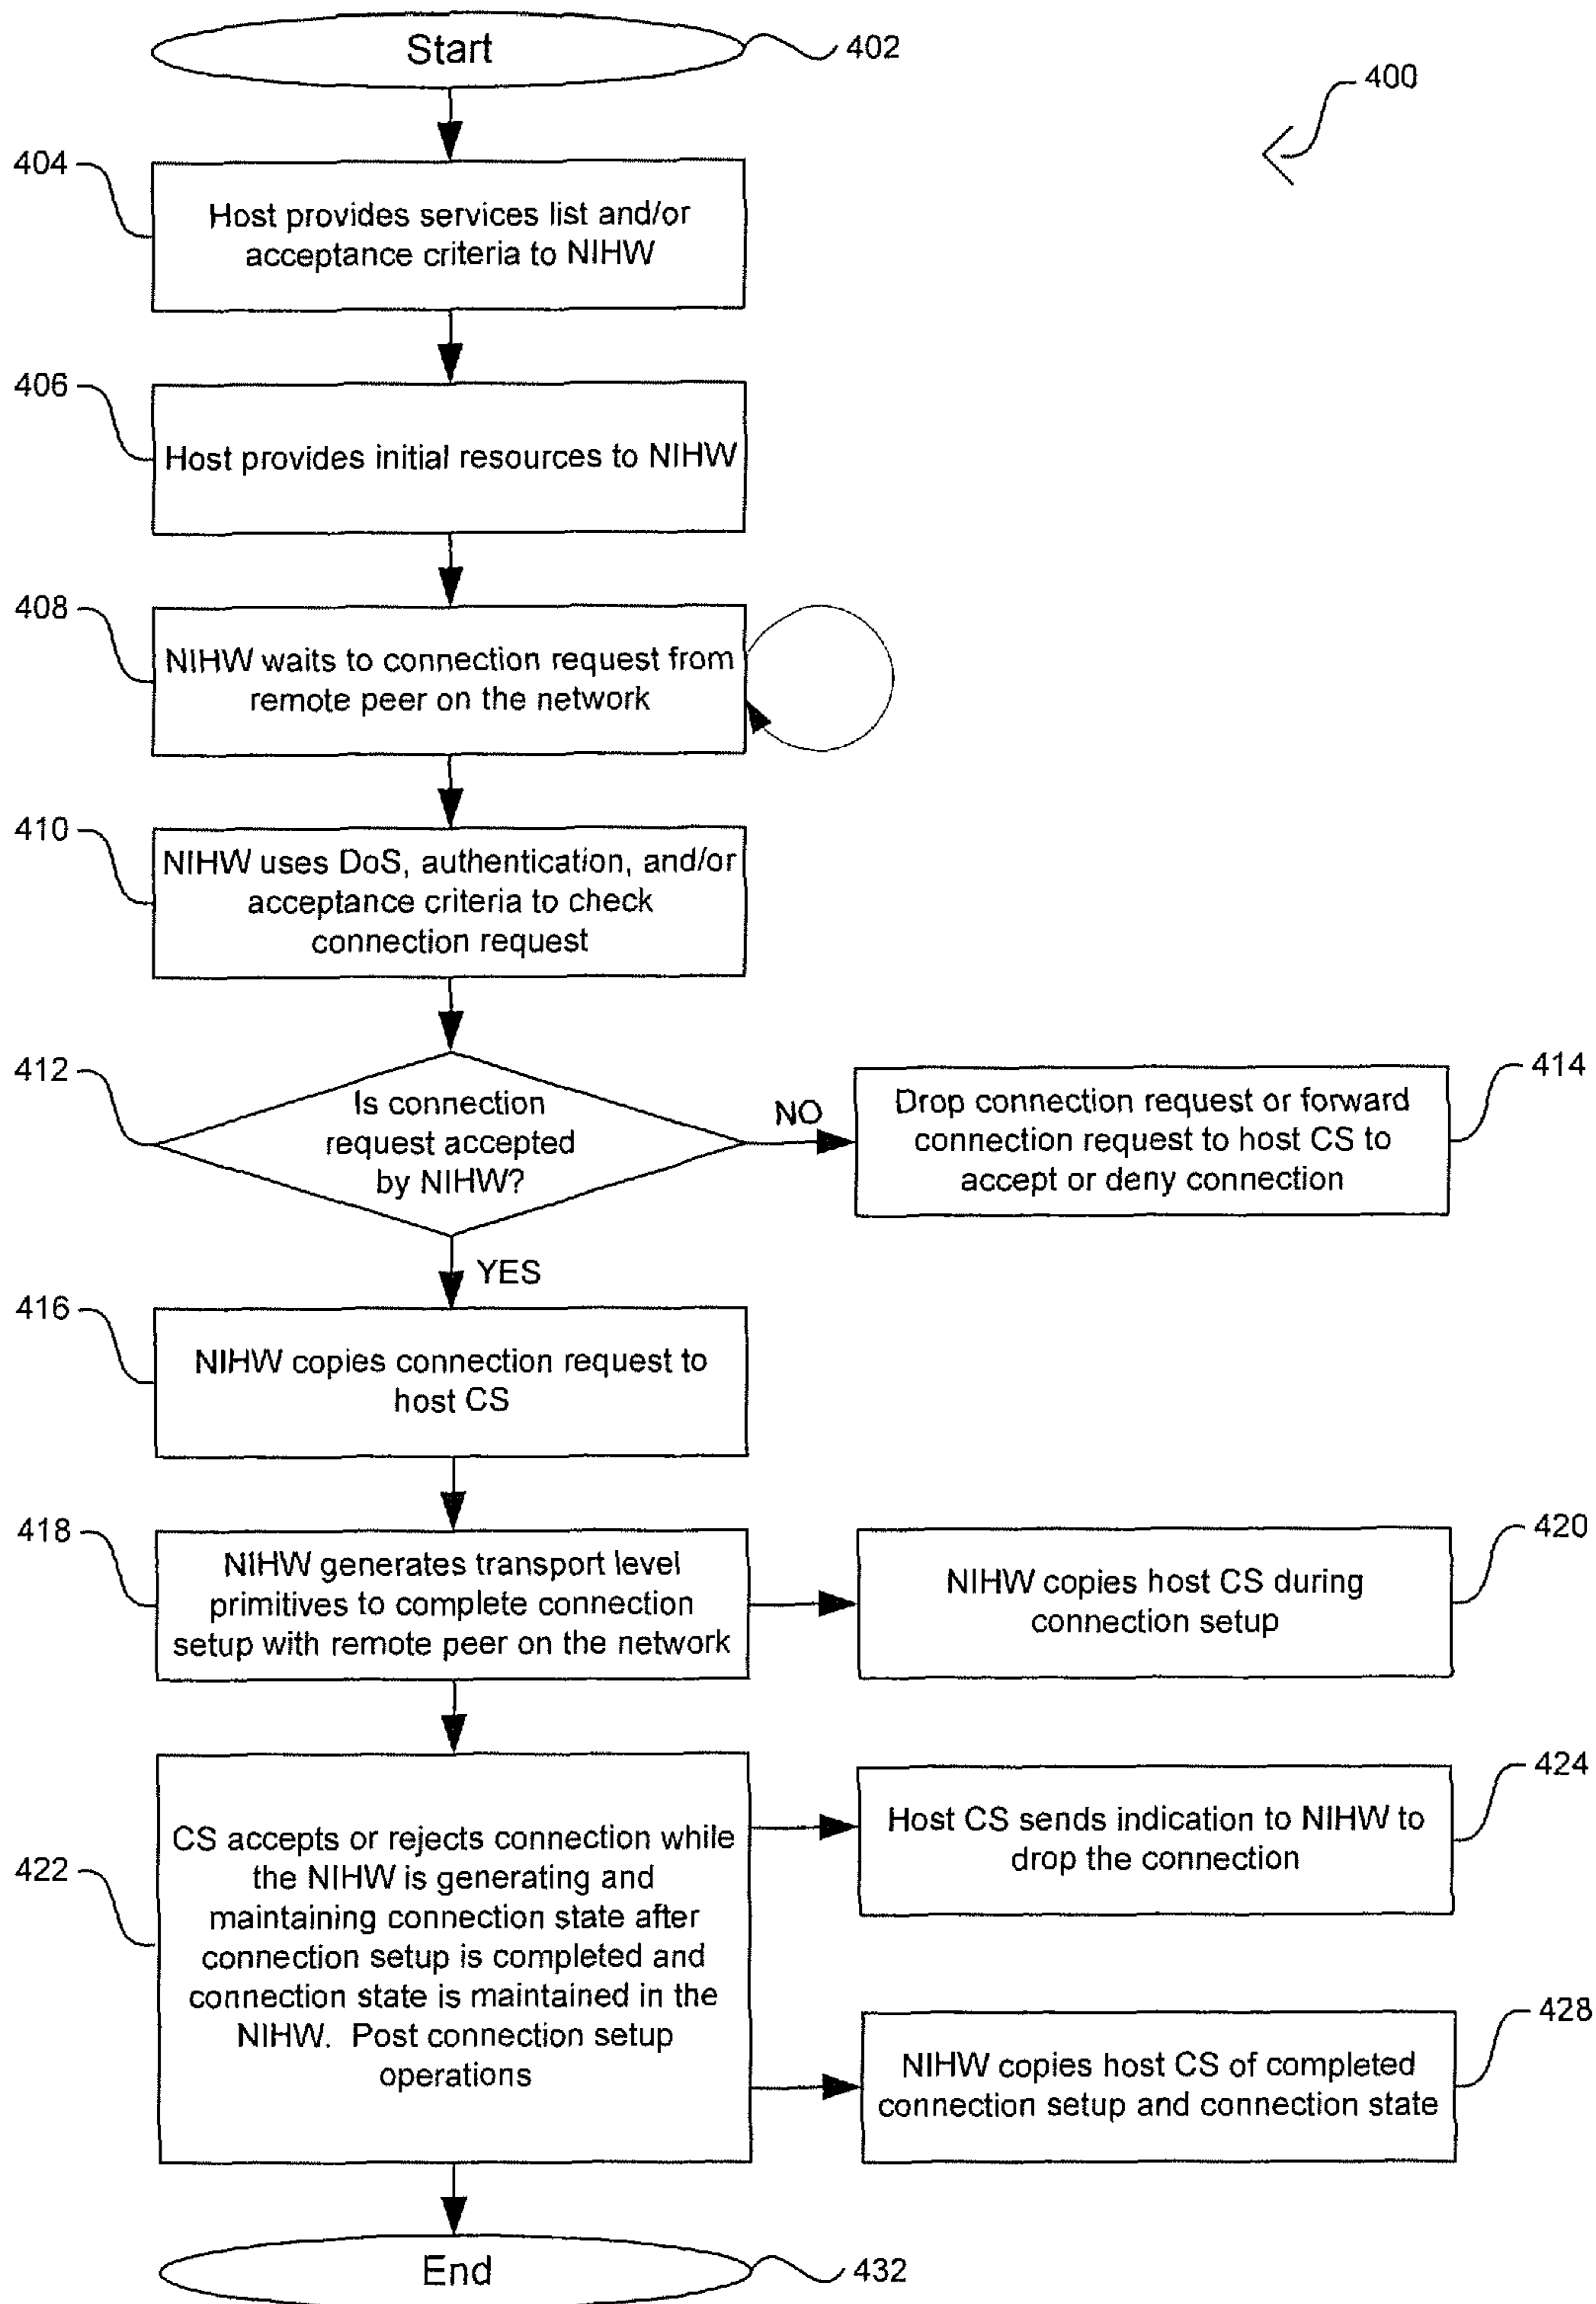 Start
402
400
404
Host provides services list and/or
acceptance criteria to NIHW
406
Host provides initial resources to NIHW
408
NIHW waits to connection request from
remote peer on the network
410
NIHW uses DoS, authentication, and/or
acceptance criteria to check
connection request
412
Is connection
request accepted
by NIHW?
NO
414
Drop connection request or forward
connection request to host CS to
accept or deny connection
YES
416
NIHW copies connection request to
host CS
418
NIHW generates transport level
primitives to complete connection
setup with remote peer on the network
420
NIHW copies host CS during
connection setup
422
CS accepts or rejects connection while
the NIHW is generating and
maintaining connection state after
connection setup is completed and
connection state is maintained in the
NIHW. Post connection setup
operations
424
Host CS sends indication to NIHW to
drop the connection
428
NIHW copies host CS of completed
connection setup and connection state
End
432